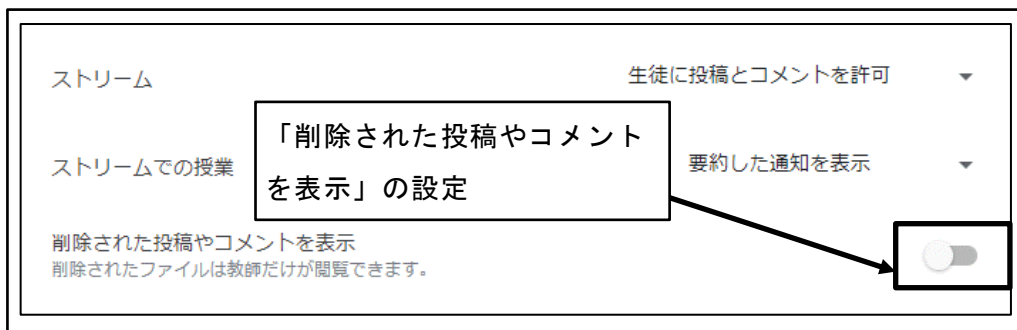 ストリーム
生徒に投稿とコメントを許可
「削除された投稿やコメント
を表示」の設定
ストリームでの授業
要約した通知を表示
削除された投稿やコメントを表示
削除されたファイルは教師だけが閲覧できます。